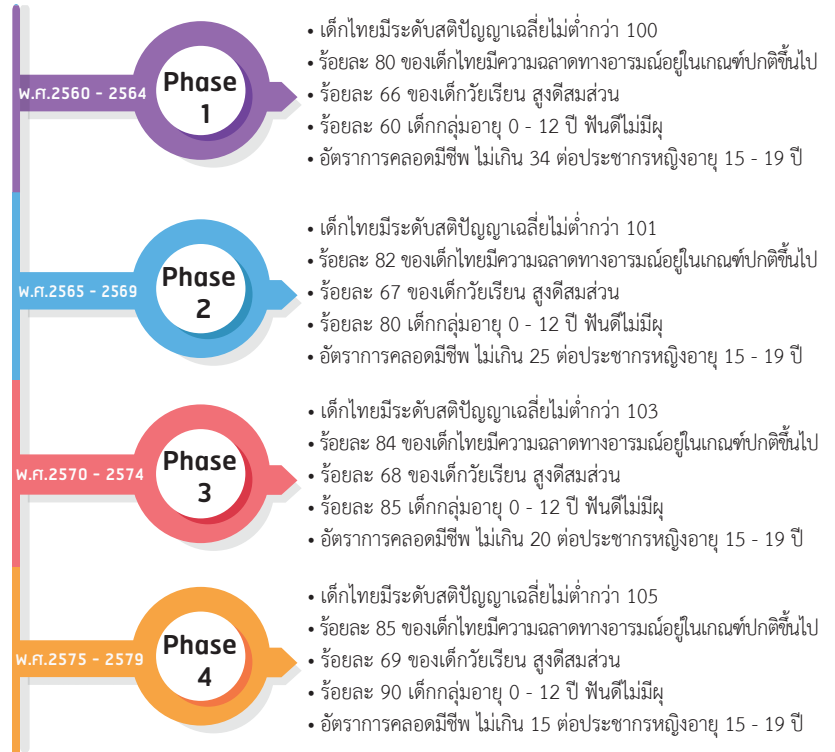 พ.ศ.2560 - 2564
Phase
1
• เด็กไทยมีระดับสติปัญญาเฉลี่ยไม่ต่ำกว่า 100
• ร้อยละ 80 ของเด็กไทยมีความฉลาดทางอารมณ์อยู่ในเกณฑ์ปกติขึ้นไป
• ร้อยละ 66 ของเด็กวัยเรียน สูงดีสมส่วน
• ร้อยละ 60 เด็กกลุ่มอายุ 0 - 12 ปี ฟันดีไม่มีผุ
• อัตราการคลอดมีชีพ ไม่เกิน 34 ต่อประชากรหญิงอายุ 15 - 19 ปี
พ.ศ.2565 - 2569
Phase
2
• เด็กไทยมีระดับสติปัญญาเฉลี่ยไม่ต่ำกว่า 101
• ร้อยละ 82 ของเด็กไทยมีความฉลาดทางอารมณ์อยู่ในเกณฑ์ปกติขึ้นไป
• ร้อยละ 67 ของเด็กวัยเรียน สูงดีสมส่วน
• ร้อยละ 80 เด็กกลุ่มอายุ 0 - 12 ปี ฟันดีไม่มีผุ
• อัตราการคลอดมีชีพ ไม่เกิน 25 ต่อประชากรหญิงอายุ 15 - 19 ปี
พ.ศ.2570 - 2574
Phase
3
• เด็กไทยมีระดับสติปัญญาเฉลี่ยไม่ต่ำกว่า 103
• ร้อยละ 84 ของเด็กไทยมีความฉลาดทางอารมณ์อยู่ในเกณฑ์ปกติขึ้นไป
• ร้อยละ 68 ของเด็กวัยเรียน สูงดีสมส่วน
• ร้อยละ 85 เด็กกลุ่มอายุ 0 - 12 ปี ฟันดีไม่มีผุ
• อัตราการคลอดมีชีพ ไม่เกิน 20 ต่อประชากรหญิงอายุ 15 - 19 ปี
พ.ศ.2575 - 2579
Phase
4
• เด็กไทยมีระดับสติปัญญาเฉลี่ยไม่ต่ำกว่า 105
• ร้อยละ 85 ของเด็กไทยมีความฉลาดทางอารมณ์อยู่ในเกณฑ์ปกติขึ้นไป
• ร้อยละ 69 ของเด็กวัยเรียน สูงดีสมส่วน
• ร้อยละ 90 เด็กกลุ่มอายุ 0 - 12 ปี ฟันดีไม่มีผุ
• อัตราการคลอดมีชีพ ไม่เกิน 15 ต่อประชากรหญิงอายุ 15 - 19 ปี